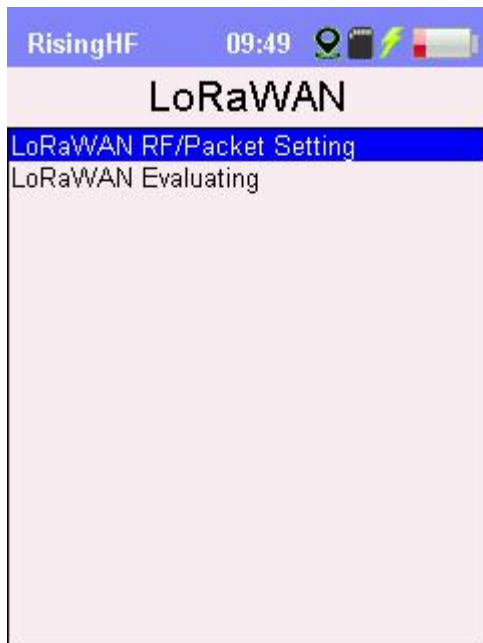 RisingHF 09:49
LoRaWAN
LoRaWAN RF/Packet Setting
LoRaWAN Evaluating